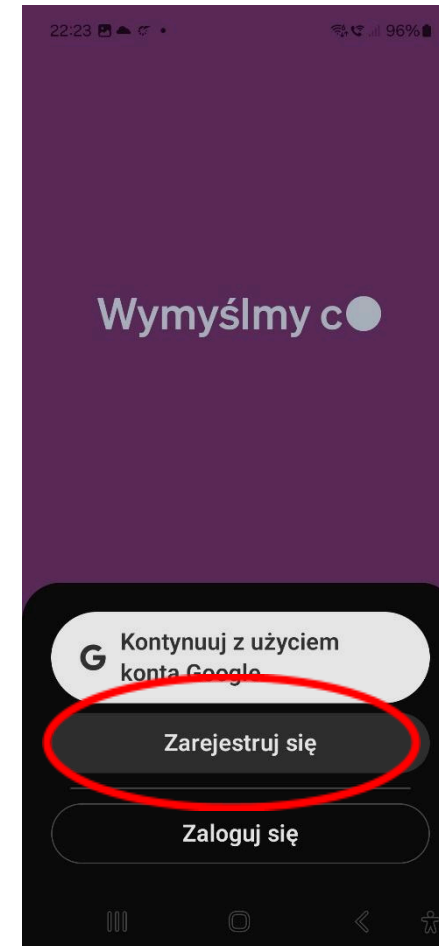 22:23 96%
Wymyślmy c
G Kontynuuj z użyciem
konta Google
Zarejestruj się
Zaloguj się